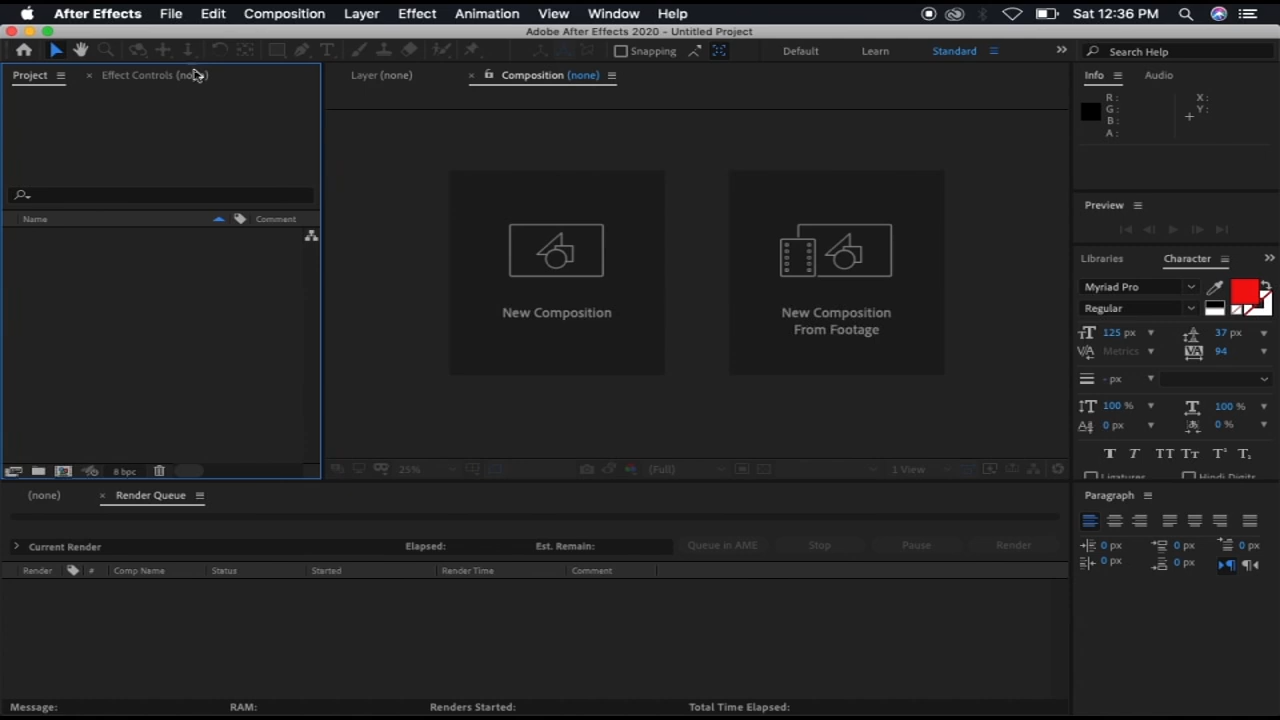 After Effects File Edit Composition Layer Effect Animation View Window Help Sat 12:36 PM
Adobe After Effects 2020 - Untitled Project
Snapping Default Learn Standard Search Help
Project Effect Controls Layer (none) Composition (none) Info Audio
R: X:
G: Y:
B:
A:
Preview
Name Comment
Libraries Character
Myriad Pro
Regular
New Composition
New Composition
From Footage
125 px 37 px
Metrics 94
- px
100 % 100 %
0 px 0 %
8 bpc 25% (Full) 1 View
Ligatures Hindi Digits
(none) Render Queue Paragraph
Current Render Elapsed: Est. Remain: Queue in AME Stop Pause Render
0 px 0 px 0 px
0 px 0 px
Render # Comp Name Status Started Render Time Comment
Message: RAM: Renders Started: Total Time Elapsed: